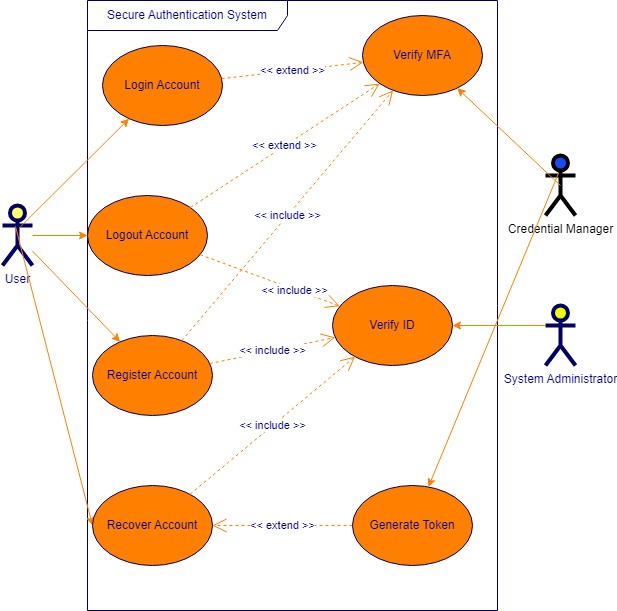 Secure Authentication System
Login Account
<< extend >>
Verify MFA
<< extend >>
<< include >>
Logout Account
Credential Manager
User
<< include >>
Verify ID
<< include >>
Register Account
System Administrator
<< include >>
Recover Account
<< extend >>
Generate Token